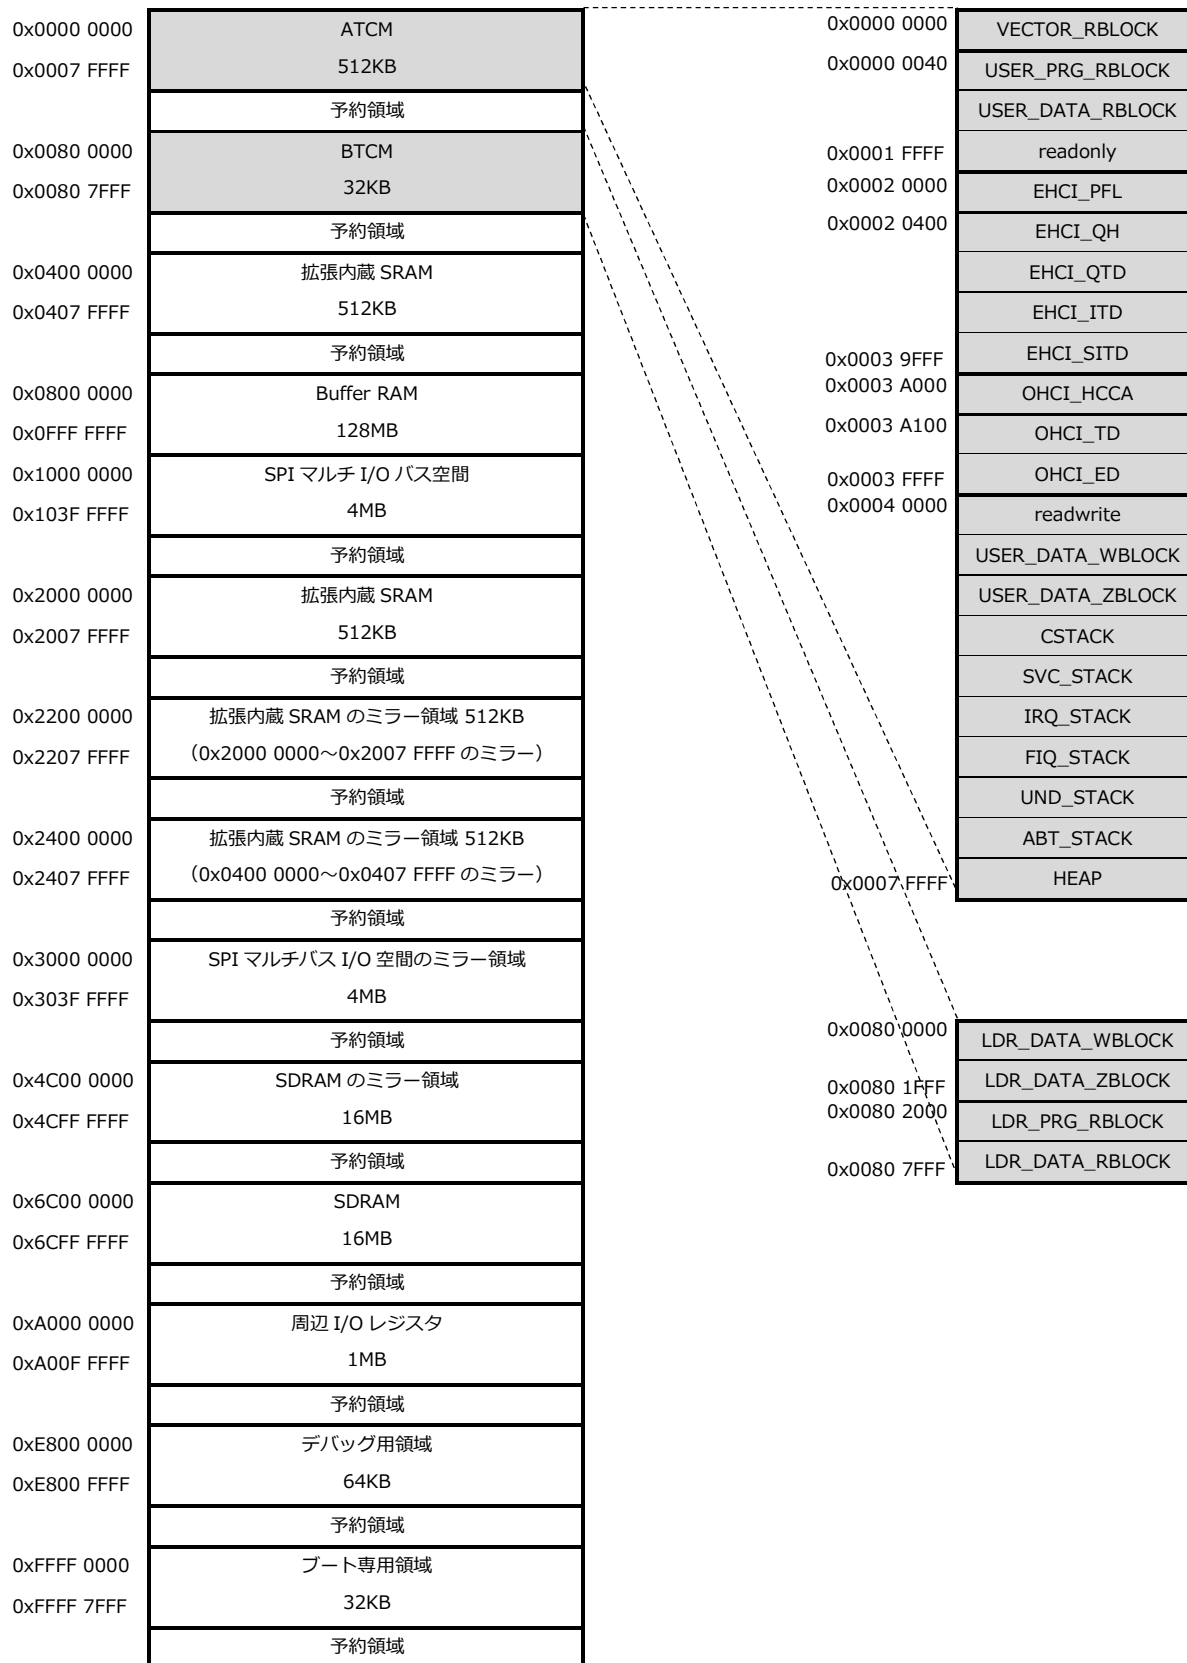 0x0000 0000
ATCM
0x0007 FFFF
512KB
予約領域
0x0080 0000
BTCM
0x0080 7FFF
32KB
予約領域
0x0400 0000
拡張内蔵 SRAM
0x0407 FFFF
512KB
予約領域
0x0800 0000
Buffer RAM
0x0FFF FFFF
128MB
0x1000 0000
SPI マルチ I/O バス空間
0x103F FFFF
4MB
予約領域
0x2000 0000
拡張内蔵 SRAM
0x2007 FFFF
512KB
予約領域
0x2200 0000
拡張内蔵 SRAM のミラー領域 512KB
0x2207 FFFF
（0x2000 0000～0x2007 FFFF のミラー）
予約領域
0x2400 0000
拡張内蔵 SRAM のミラー領域 512KB
0x2407 FFFF
（0x0400 0000～0x0407 FFFF のミラー）
予約領域
0x3000 0000
SPI マルチバス I/O 空間のミラー領域
0x303F FFFF
4MB
予約領域
0x4C00 0000
SDRAM のミラー領域
0x4CFF FFFF
16MB
予約領域
0x6C00 0000
SDRAM
0x6CFF FFFF
16MB
予約領域
0xA000 0000
周辺 I/O レジスタ
0xA00F FFFF
1MB
予約領域
0xE800 0000
デバッグ用領域
0xE800 FFFF
64KB
予約領域
0xFFFF 0000
ブート専用領域
0xFFFF 7FFF
32KB
予約領域
0x0000 0000
VECTOR_RBLOCK
0x0000 0040
USER_PRG_RBLOCK
USER_DATA_RBLOCK
0x0001 FFFF
readonly
0x0002 0000
EHCI_PFL
0x0002 0400
EHCI_QH
EHCI_QTD
EHCI_ITD
0x0003 9FFF
EHCI_SITD
0x0003 A000
OHCI_HCCA
0x0003 A100
OHCI_TD
0x0003 FFFF
OHCI_ED
0x0004 0000
readwrite
USER_DATA_WBLOCK
USER_DATA_ZBLOCK
CSTACK
SVC_STACK
IRQ_STACK
FIQ_STACK
UND_STACK
ABT_STACK
0x0007 FFFF
HEAP
0x0080 0000
LDR_DATA_WBLOCK
0x0080 1FFF
LDR_DATA_ZBLOCK
0x0080 2000
LDR_PRG_RBLOCK
0x0080 7FFF
LDR_DATA_RBLOCK